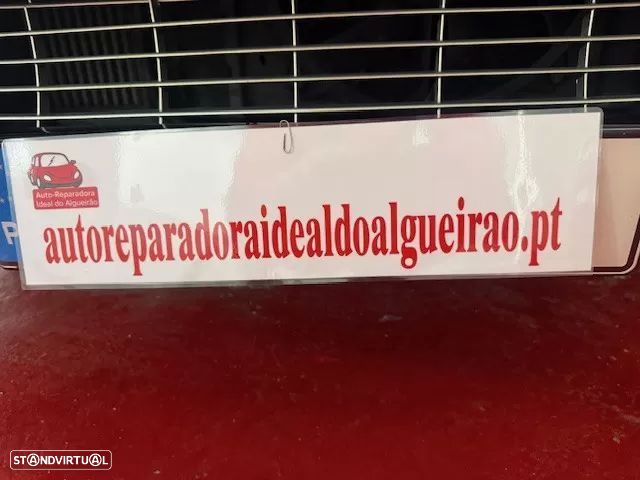 Auto-Reparadora
Ideal do Algueirão
autoreparadoraidealdoalgueirao.pt
P
STANDVIRTUAL